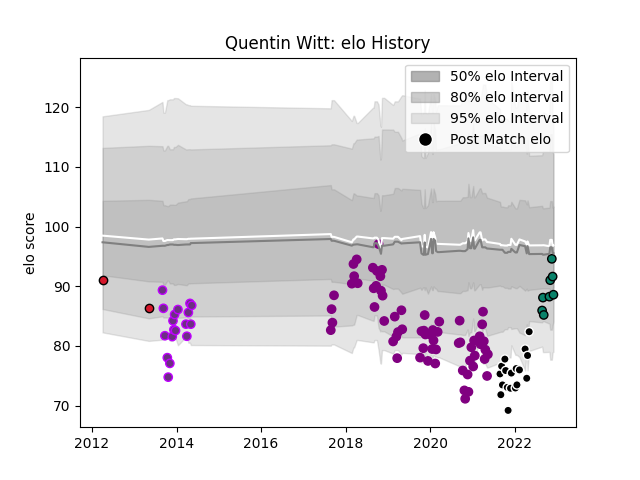 Quentin Witt: elo History
50% elo Interval
80% elo Interval
95% elo Interval
Post Match elo
elo score
120
110
100
90
80
70
2012
2014
2016
2018
2020
2022